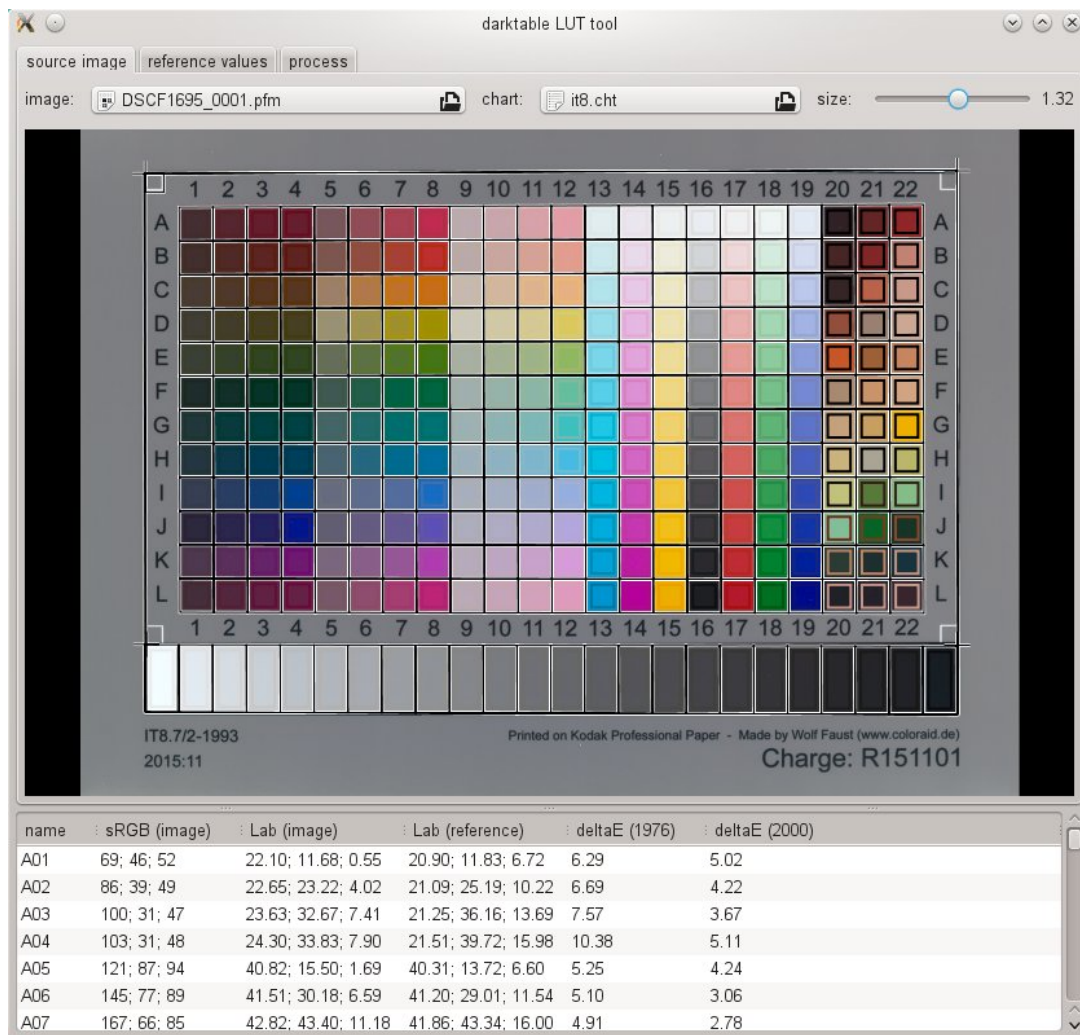 darktable LUT tool
source image reference values process
image: DSCF1695_0001.pfm chart: it8.cht size: 1.32
1 2 3 4 5 6 7 8 9 10 11 12 13 14 15 16 17 18 19 20 21 22
A A
B B
C C
D D
E E
F F
G G
H H
I I
J J
K K
L L
1 2 3 4 5 6 7 8 9 10 11 12 13 14 15 16 17 18 19 20 21 22
IT8.7/2-1993 Printed on Kodak Professional Paper - Made by Wolf Faust (www.coloraid.de)
2015:11 Charge: R151101
name sRGB (image) Lab (image) Lab (reference) deltaE (1976) deltaE (2000)
A01 69; 46; 52 22.10; 11.68; 0.55 20.90; 11.83; 6.72 6.29 5.02
A02 86; 39; 49 22.65; 23.22; 4.02 21.09; 25.19; 10.22 6.69 4.22
A03 100; 31; 47 23.63; 32.67; 7.41 21.25; 36.16; 13.69 7.57 3.67
A04 103; 31; 48 24.30; 33.83; 7.90 21.51; 39.72; 15.98 10.38 5.11
A05 121; 87; 94 40.82; 15.50; 1.69 40.31; 13.72; 6.60 5.25 4.24
A06 145; 77; 89 41.51; 30.18; 6.59 41.20; 29.01; 11.54 5.10 3.06
A07 167; 66; 85 42.82; 43.40; 11.18 41.86; 43.34; 16.00 4.91 2.78